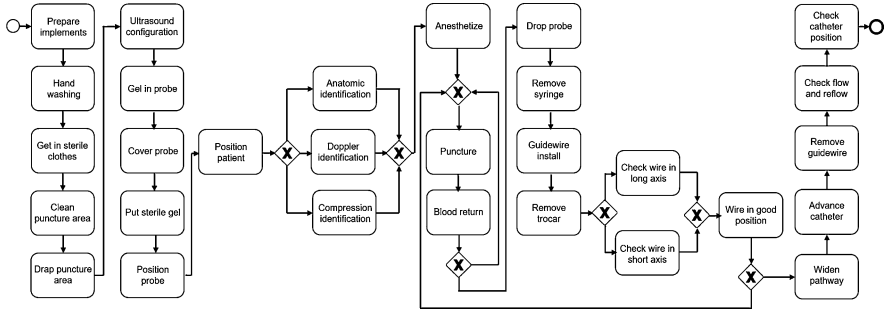 Prepare
implements
Hand
washing
Get in sterile
clothes
Clean
puncture area
Drap puncture
area
Ultrasound
configuration
Gel in probe
Cover probe
Put sterile gel
Position
probe
Position
patient
X
Anatomic
identification
Doppler
identification
Compression
identification
X
Anesthetize
X
Puncture
Blood return
X
Drop probe
Remove
syringe
Guidewire
install
Remove
trocar
X
Check wire in
long axis
Check wire in
short axis
X
Wire in good
position
X
Widen
pathway
Advance
catheter
Remove
guidewire
Check flow
and reflow
Check
catheter
position